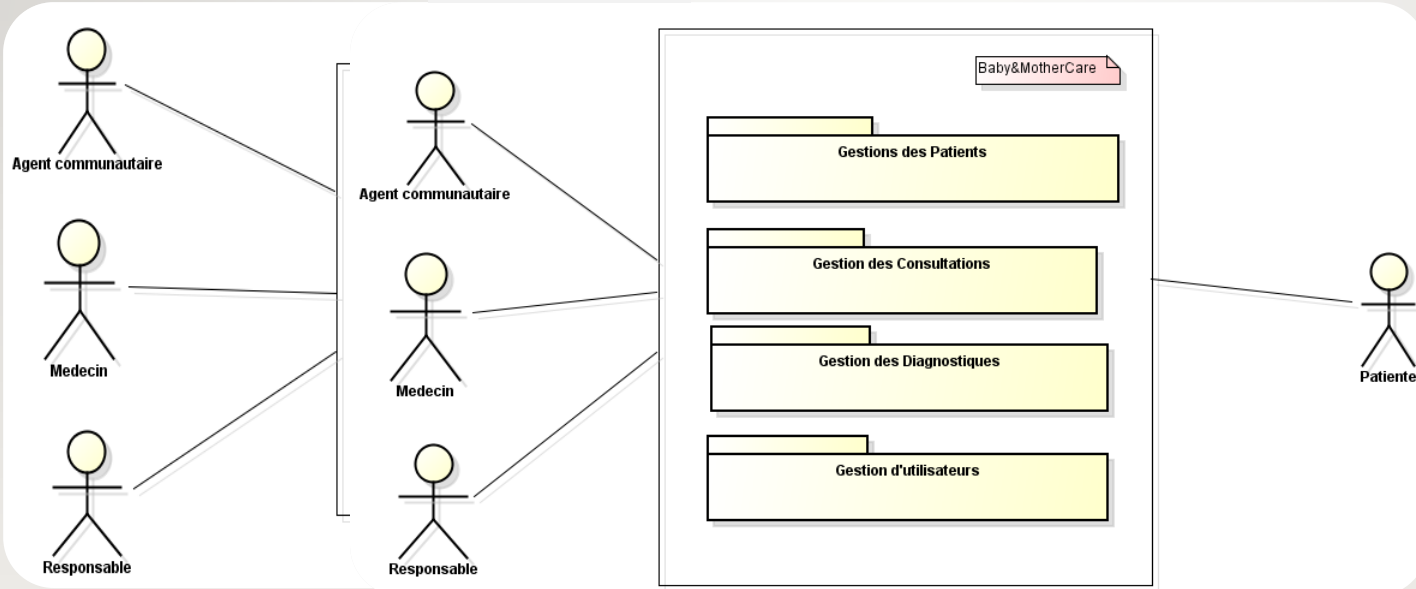 Agent communautaire
Medecin
Responsable
Agent communautaire
Medecin
Responsable
Baby&MotherCare
Gestions des Patients
Gestion des Consultations
Gestion des Diagnostiques
Gestion d'utilisateurs
Patiente